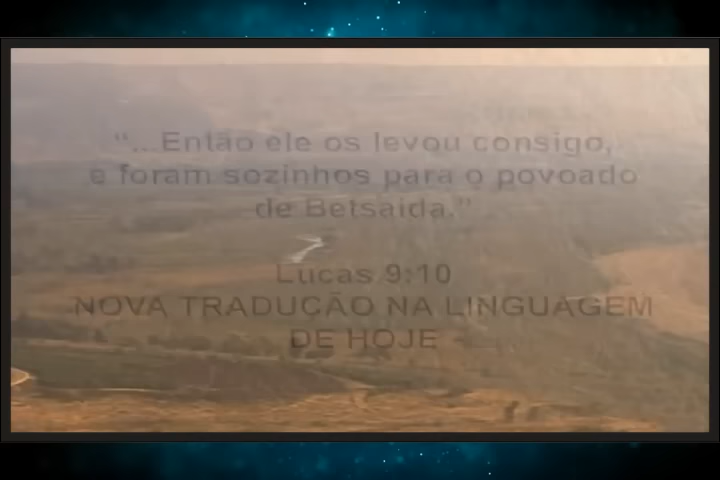 "...Então ele os levou consigo,
e foram sozinhos para o povoado
de Betsaida."
Lucas 9:10
NOVA TRADUCÃO NA LINGUAGEM
DE HOJE